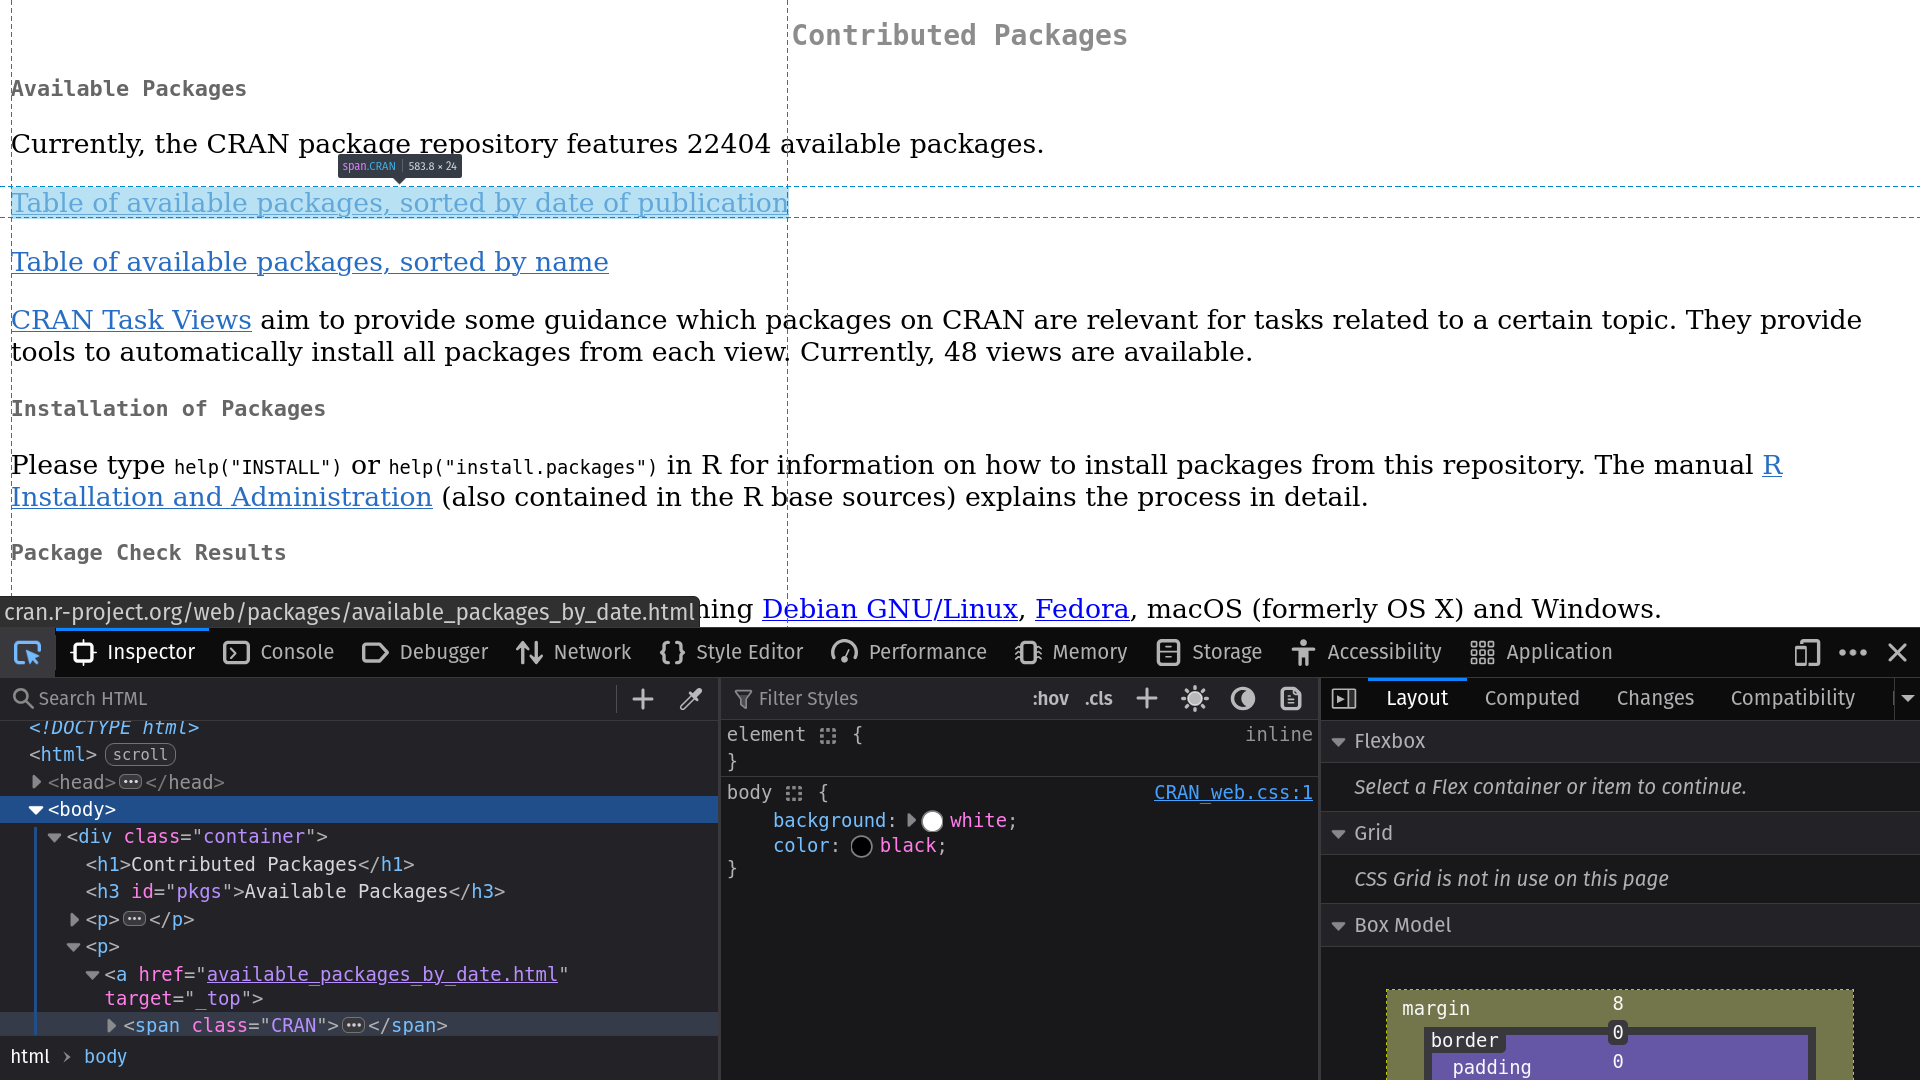 Contributed Packages
Available Packages
Currently, the CRAN package repository features 22404 available packages.
span.CRAN | 583.8 × 24
Table of available packages, sorted by date of publication
Table of available packages, sorted by name
CRAN Task Views aim to provide some guidance which packages on CRAN are relevant for tasks related to a certain topic. They provide
tools to automatically install all packages from each view. Currently, 48 views are available.
Installation of Packages
Please type help("INSTALL") or help("install.packages") in R for information on how to install packages from this repository. The manual R
Installation and Administration (also contained in the R base sources) explains the process in detail.
Package Check Results
cran.r-project.org/web/packages/available_packages_by_date.html
Debian GNU/Linux, Fedora, macOS (formerly OS X) and Windows.
Inspector Console Debugger Network Style Editor Performance Memory Storage Accessibility Application
Search HTML
<!DOCTYPE html>
<html> scroll
<head>…</head>
<body>
<div class="container">
<h1>Contributed Packages</h1>
<h3 id="pkgs">Available Packages</h3>
<p>…</p>
<p>
<a href="available_packages_by_date.html"
target="_top">
<span class="CRAN">…</span>
html › body
Filter Styles :hov .cls
element { inline
}
body { CRAN_web.css:1
background: white;
color: black;
}
Layout Computed Changes Compatibility
Flexbox
Select a Flex container or item to continue.
Grid
CSS Grid is not in use on this page
Box Model
margin 8
border 0
padding 0